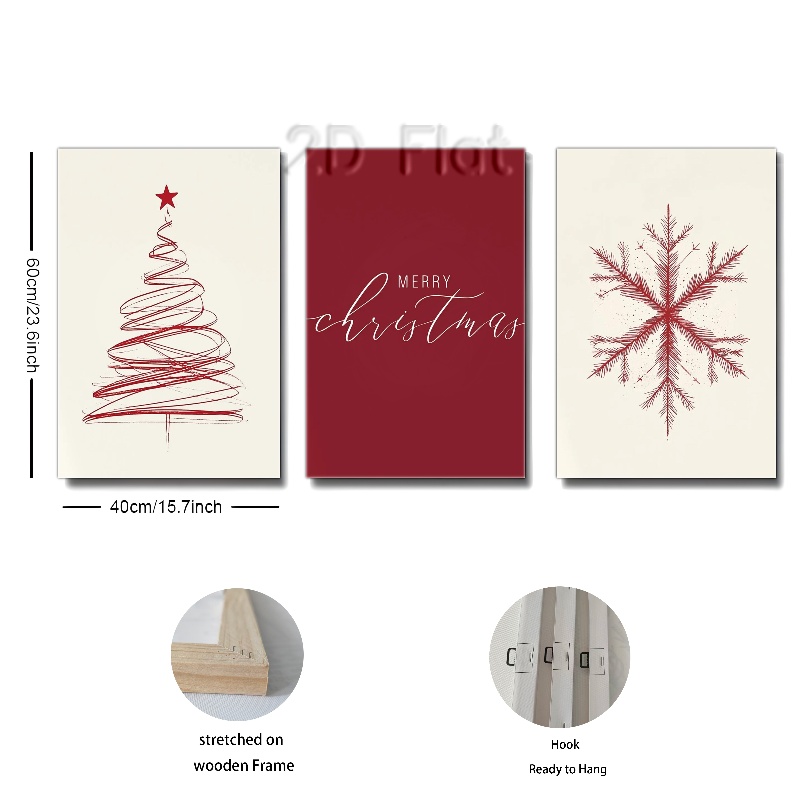 2D Flat
60cm/23.6inch
MERRY
christmas
40cm/15.7inch
stretched on
wooden Frame
Hook
Ready to Hang